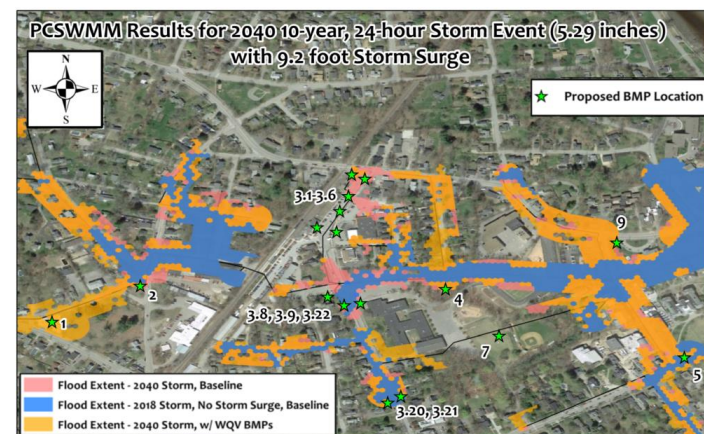 PCSWMM Results for 2040 10-year, 24-hour Storm Event (5.29 inches)
with 9.2 foot Storm Surge
N
W E
S
Proposed BMP Location
3.1-3.6
9
2
1
3.8, 3.9, 3.22
4
7
5
3.20, 3.21
Flood Extent - 2040 Storm, Baseline
Flood Extent - 2018 Storm, No Storm Surge, Baseline
Flood Extent - 2040 Storm, w/ WQV BMPs